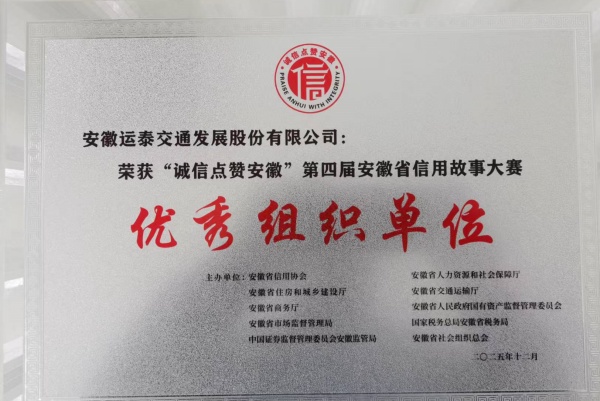 诚信点赞安徽
信
PRAISE ANHUI WITH INTEGRITY
安徽运泰交通发展股份有限公司：
荣获“诚信点赞安徽”第四届安徽省信用故事大赛
优秀组织单位
主办单位：安徽省信用协会 安徽省人力资源和社会保障厅
安徽省住房和城乡建设厅 安徽省交通运输厅
安徽省商务厅 安徽省人民政府国有资产监督管理委员会
安徽省市场监督管理局 国家税务总局安徽省税务局
中国证券监督管理委员会安徽监管局 安徽省社会组织总会
二〇二五年十二月